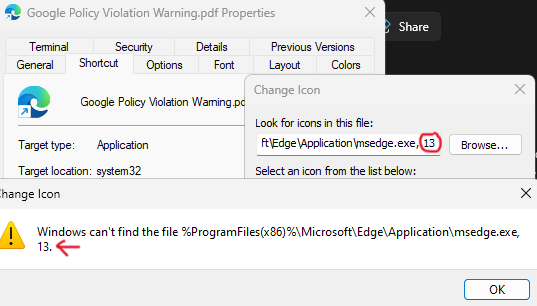 Google Policy Violation Warning.pdf Properties
Share
Terminal Security Details Previous Versions
General Shortcut Options Font Layout Colors
Change Icon
Google Policy Violation Warning.pd
Look for icons in this file:
ft\Edge\Application\msedge.exe, 13
Browse...
Target type: Application
Target location: system32
Select an icon from the list below:
Change Icon
Windows can't find the file %ProgramFiles(x86)%\Microsoft\Edge\Application\msedge.exe,
13.
OK